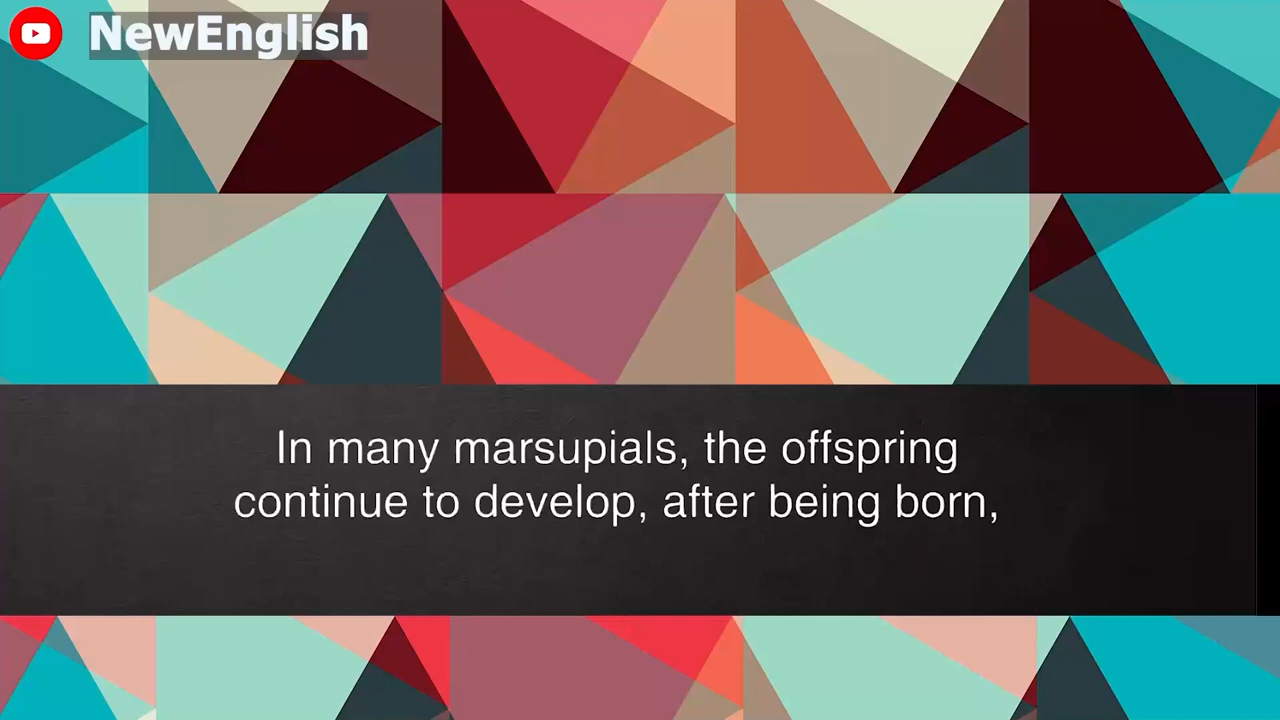 NewEnglish
In many marsupials, the offspring
continue to develop, after being born,